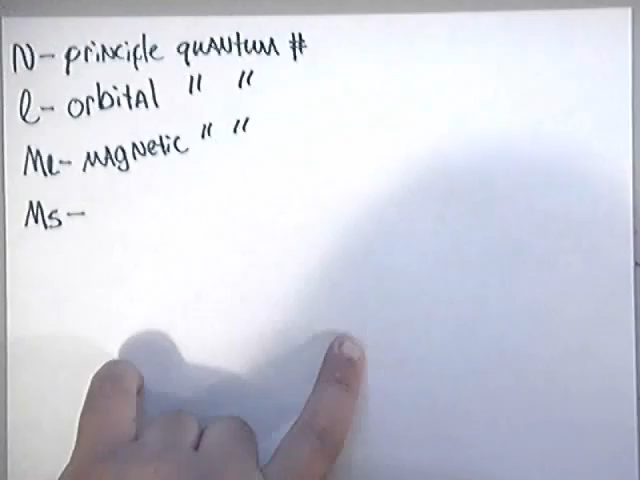 N- principle quantum #
l- orbital " "
Ml- magnetic " "
Ms-